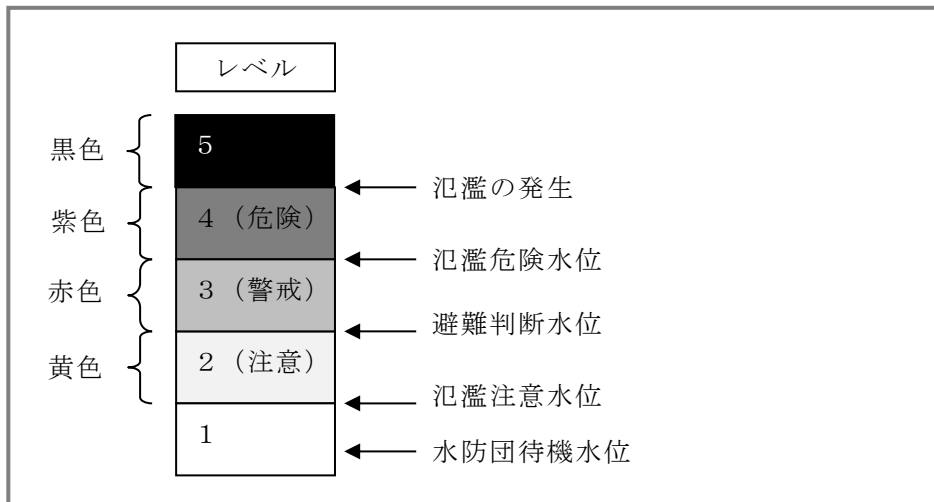 レベル
黒色
5
氾濫の発生
紫色
4（危険）
氾濫危険水位
赤色
3（警戒）
避難判断水位
黄色
2（注意）
氾濫注意水位
1
水防団待機水位